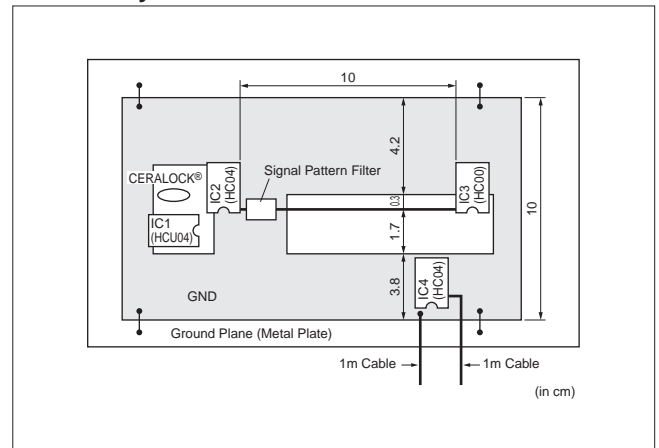 10
4.2
CERALOCK®
IC2
(HC04)
Signal Pattern Filter
IC3
(HC00)
0.3
10
IC1
(HCU04)
1.7
IC4
(HC04)
3.8
GND
Ground Plane (Metal Plate)
1m Cable
1m Cable
(in cm)